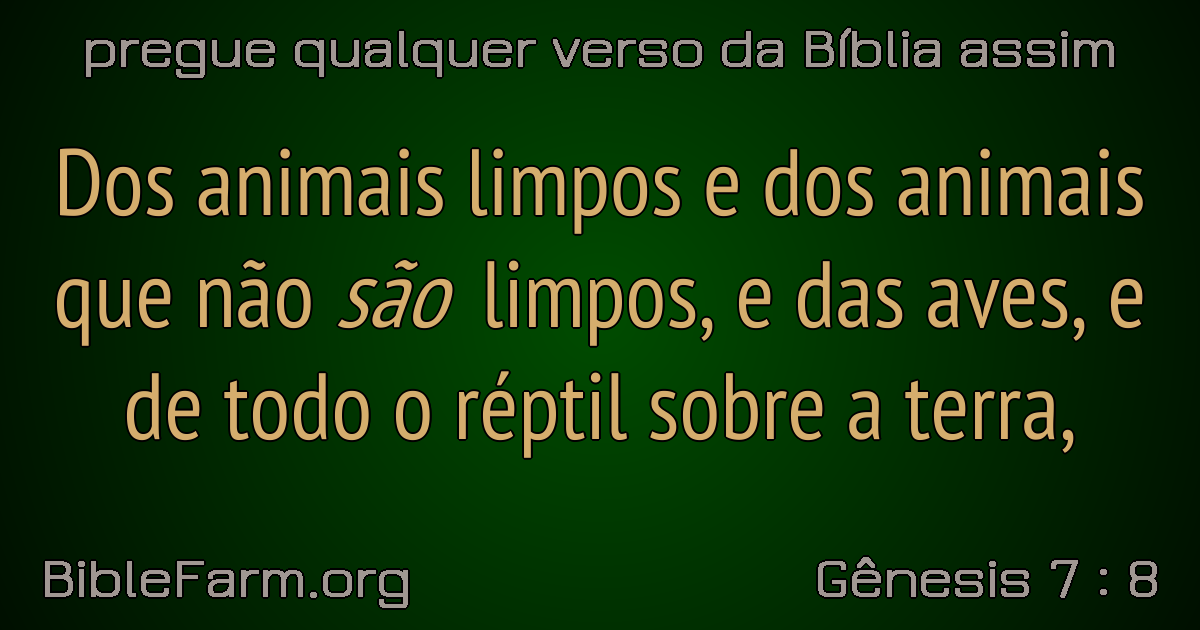 pregue qualquer verso da Bíblia assim
Dos animais limpos e dos animais
que não são limpos, e das aves, e
de todo o réptil sobre a terra,
BibleFarm.org
Gênesis 7 : 8